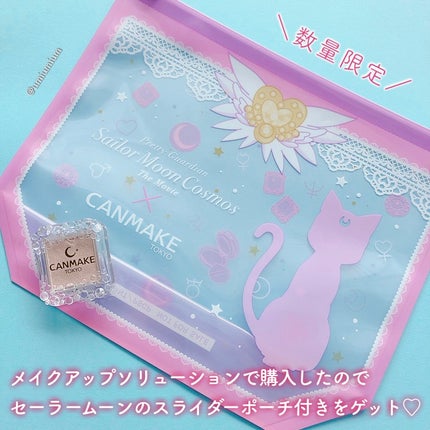 ＼数量限定／
@umiumiun
Pretty Guardian
Sailor Moon Cosmos
The Movie
×
CANMAKE
TOKYO
CANMAKE
TOKYO
メイクアップソリューションで購入したので
セーラームーンのスライダーポーチ付きをゲット♡